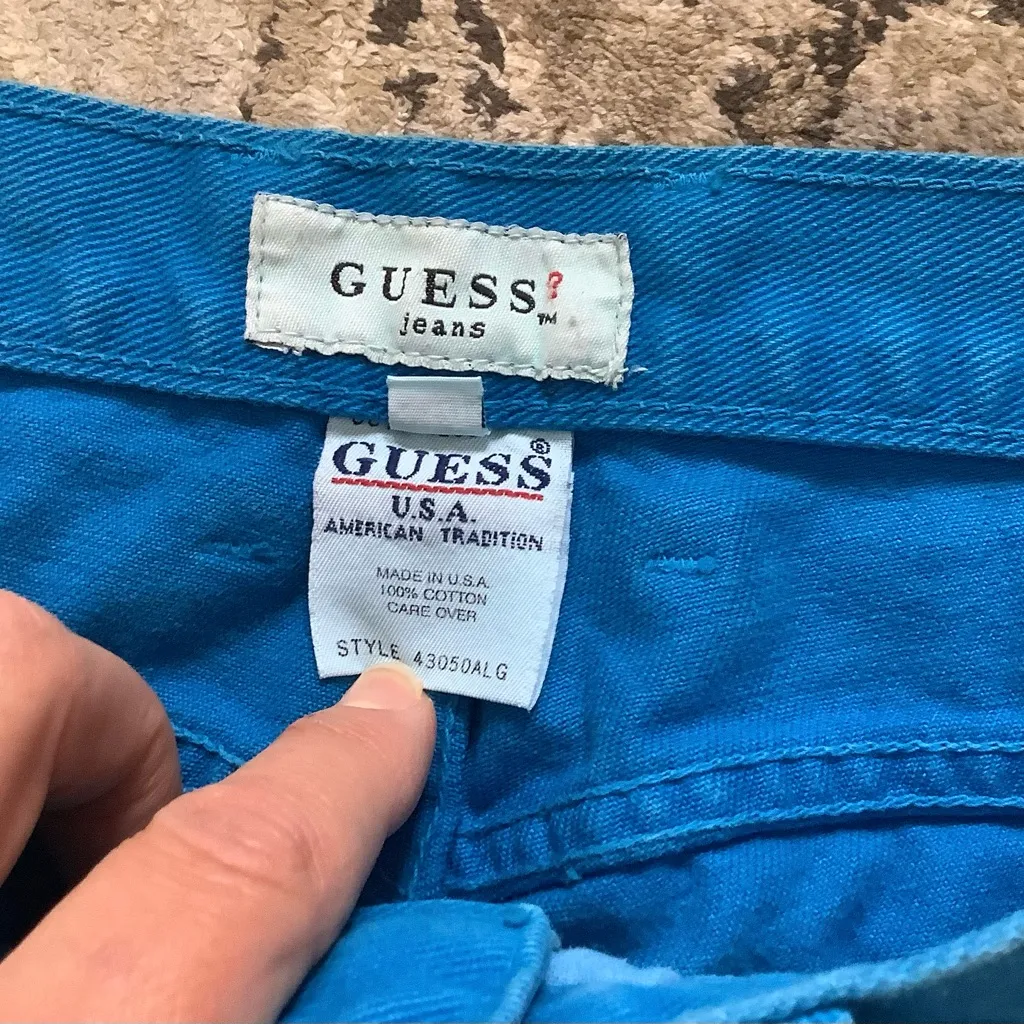 GUESS?™
jeans
GUESS®
U.S.A.
AMERICAN TRADITION
MADE IN U.S.A.
100% COTTON
CARE OVER
STYLE 43050ALG